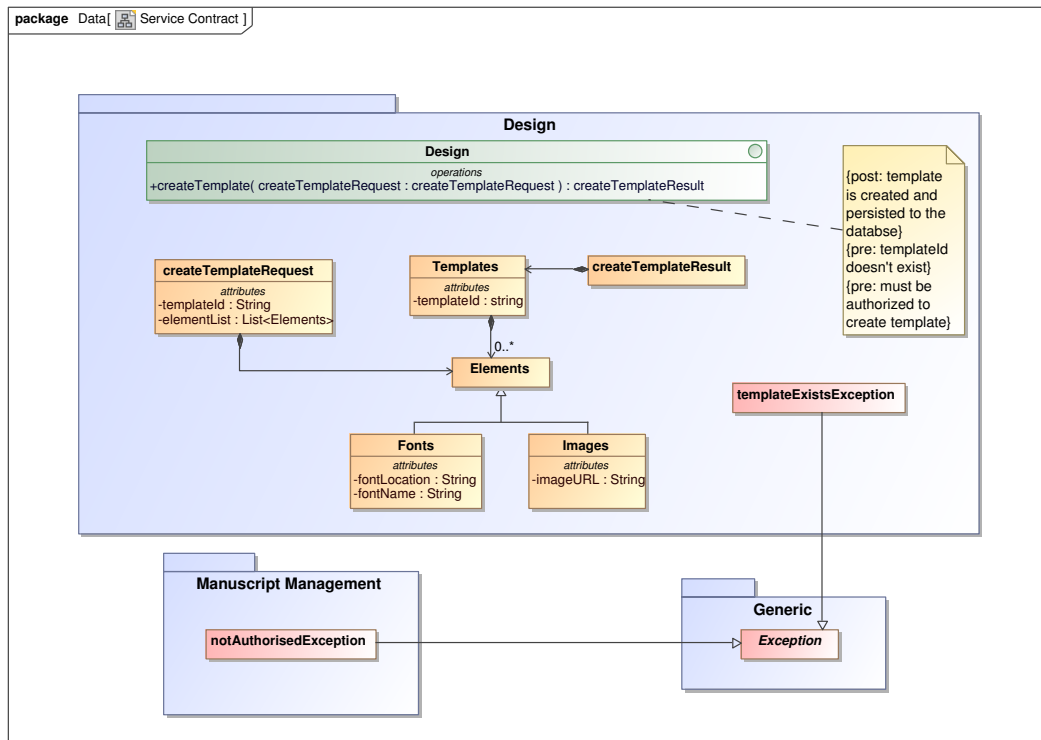 package Data[ Service Contract ]
Design
Design
operations
+createTemplate( createTemplateRequest : createTemplateRequest ) : createTemplateResult
{post: template
is created and
persisted to the
databse}
{pre: templateId
doesn't exist}
{pre: must be
authorized to
create template}
createTemplateRequest
attributes
-templateId : String
-elementList : List<Elements>
Templates
attributes
-templateId : string
createTemplateResult
0..*
Elements
templateExistsException
Fonts
attributes
-fontLocation : String
-fontName : String
Images
attributes
-imageURL : String
Manuscript Management
notAuthorisedException
Generic
Exception